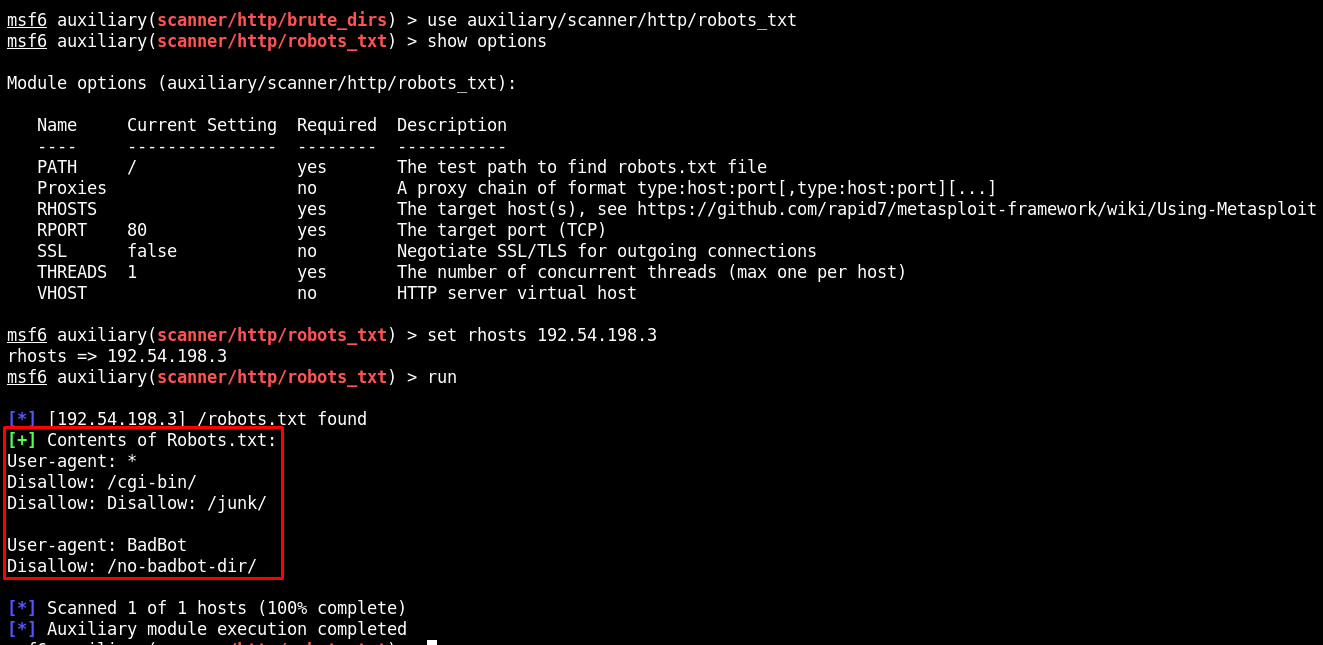 msf6 auxiliary(scanner/http/brute_dirs) > use auxiliary/scanner/http/robots_txt
msf6 auxiliary(scanner/http/robots_txt) > show options
Module options (auxiliary/scanner/http/robots_txt):
Name     Current Setting  Required  Description
----     ---------------  --------  -----------
PATH     /                yes       The test path to find robots.txt file
Proxies                   no        A proxy chain of format type:host:port[,type:host:port][...]
RHOSTS                    yes       The target host(s), see https://github.com/rapid7/metasploit-framework/wiki/Using-Metasploit
RPORT    80               yes       The target port (TCP)
SSL      false            no        Negotiate SSL/TLS for outgoing connections
THREADS  1                yes       The number of concurrent threads (max one per host)
VHOST                     no        HTTP server virtual host
msf6 auxiliary(scanner/http/robots_txt) > set rhosts 192.54.198.3
rhosts => 192.54.198.3
msf6 auxiliary(scanner/http/robots_txt) > run
[*] [192.54.198.3] /robots.txt found
[+] Contents of Robots.txt:
User-agent: *
Disallow: /cgi-bin/
Disallow: Disallow: /junk/
User-agent: BadBot
Disallow: /no-badbot-dir/
[*] Scanned 1 of 1 hosts (100% complete)
[*] Auxiliary module execution completed